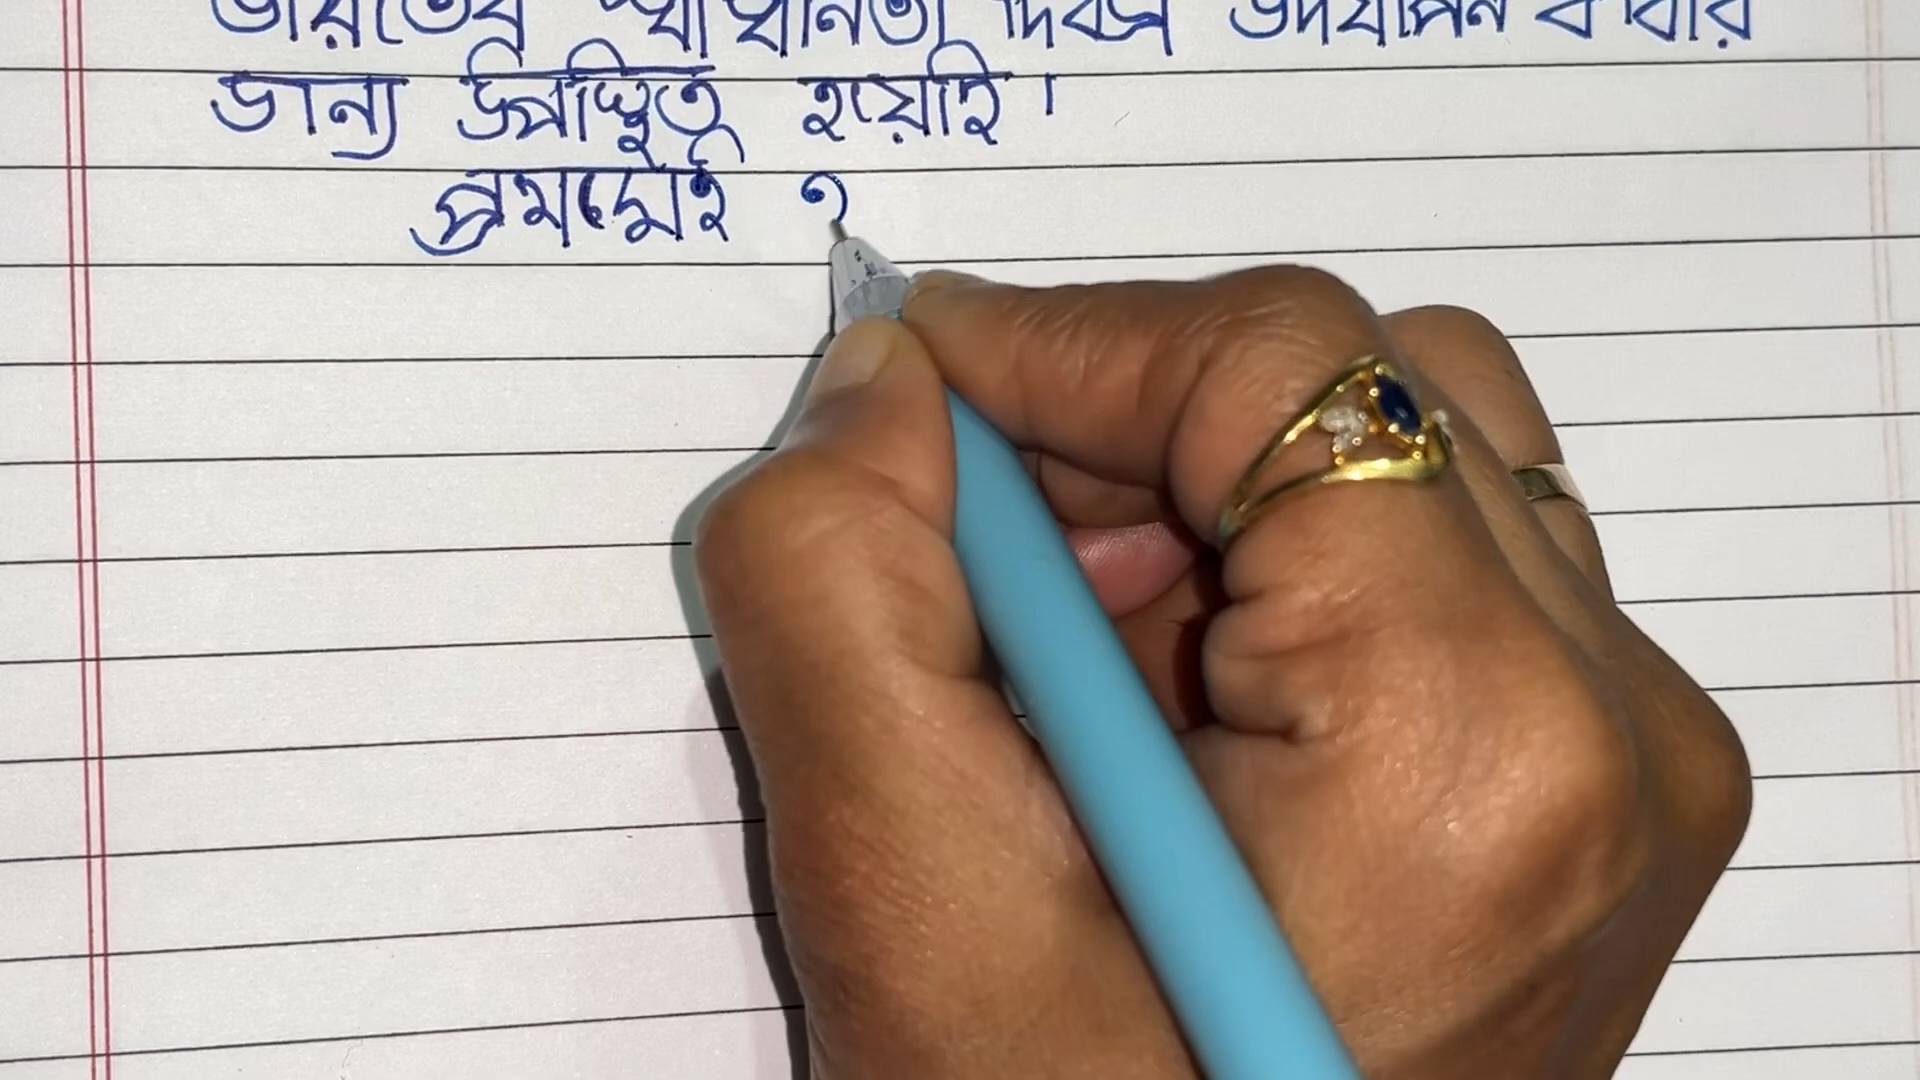 ভারতের স্বাধীনতা দিবস উদযাপন করবার
জন্য উপস্থিত হয়েছি।
প্রথমেই